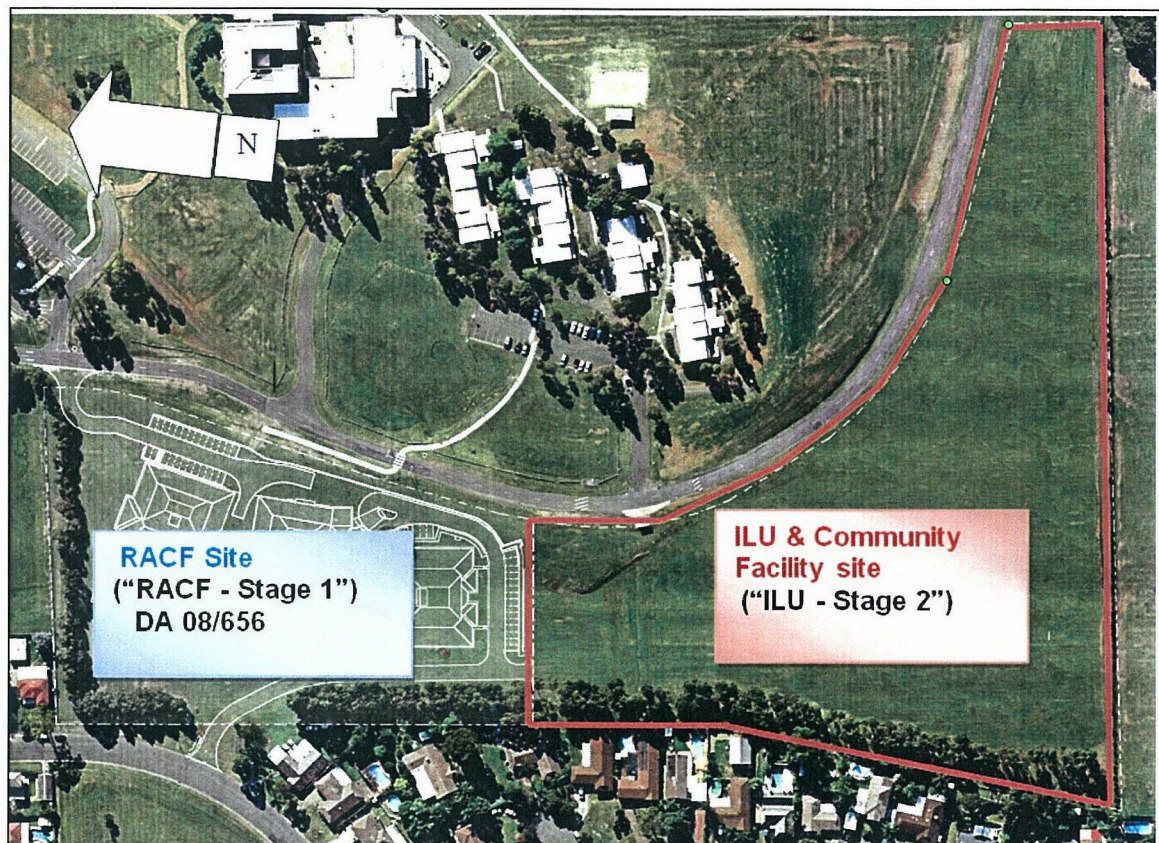 N
RACF Site
(“RACF - Stage 1”)
DA 08/656
ILU & Community
Facility site
(“ILU - Stage 2”)